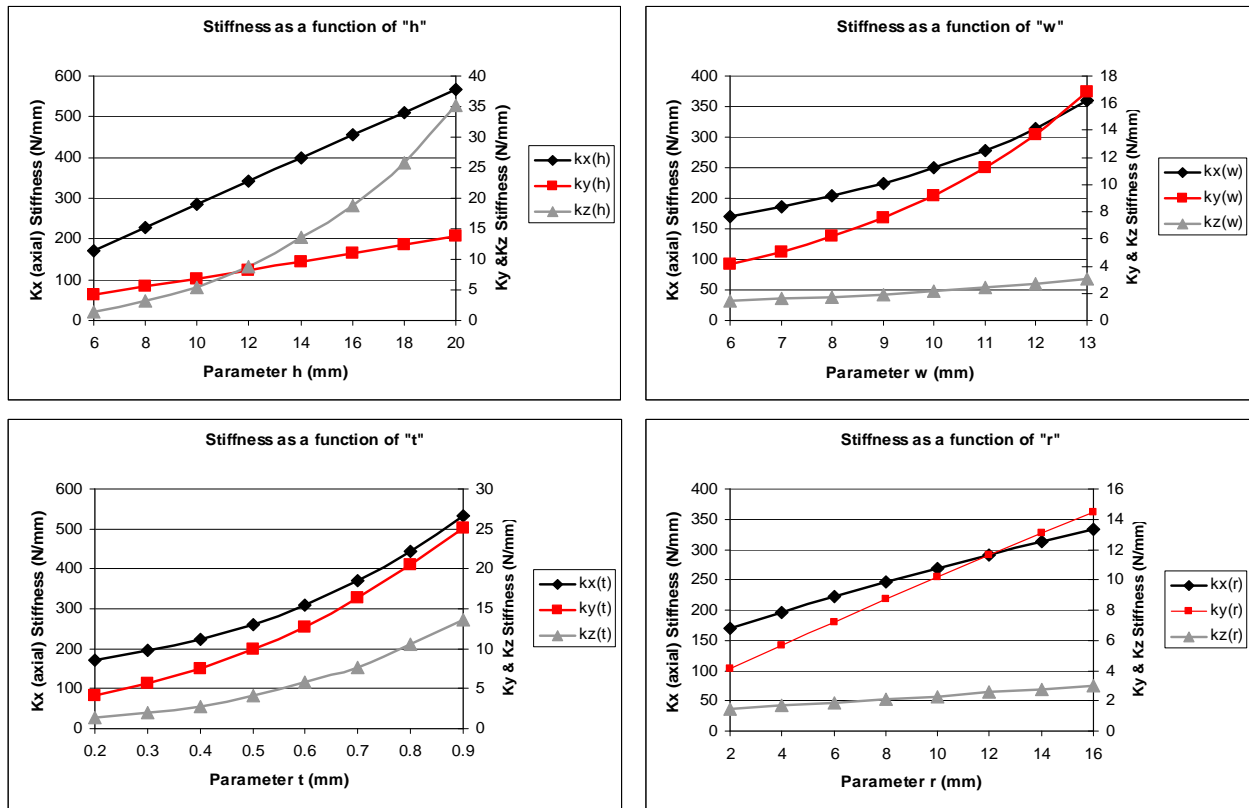 Stiffness as a function of "h"
Kx (axial) Stiffness (N/mm)
600
500
400
300
200
100
0
40
35
30
25
20
15
10
5
0
Ky &Kz Stiffness (N/mm)
6 8 10 12 14 16 18 20
Parameter h (mm)
kx(h)
ky(h)
kz(h)
Stiffness as a function of "w"
Kx (axial) Stiffness (N/mm)
400
350
300
250
200
150
100
50
0
18
16
14
12
10
8
6
4
2
0
Ky & Kz Stiffness (N/mm)
6 7 8 9 10 11 12 13
Parameter w (mm)
kx(w)
ky(w)
kz(w)
Stiffness as a function of "t"
Kx (axial) Stiffness (N/mm)
600
500
400
300
200
100
0
30
25
20
15
10
5
0
Ky & Kz Stiffness (N/mm)
0.2 0.3 0.4 0.5 0.6 0.7 0.8 0.9
Parameter t (mm)
kx(t)
ky(t)
kz(t)
Stiffness as a function of "r"
Kx (axial) Stiffness (N/mm)
400
350
300
250
200
150
100
50
0
16
14
12
10
8
6
4
2
0
Ky & Kz Stiffness (N/mm)
2 4 6 8 10 12 14 16
Parameter r (mm)
kx(r)
ky(r)
kz(r)